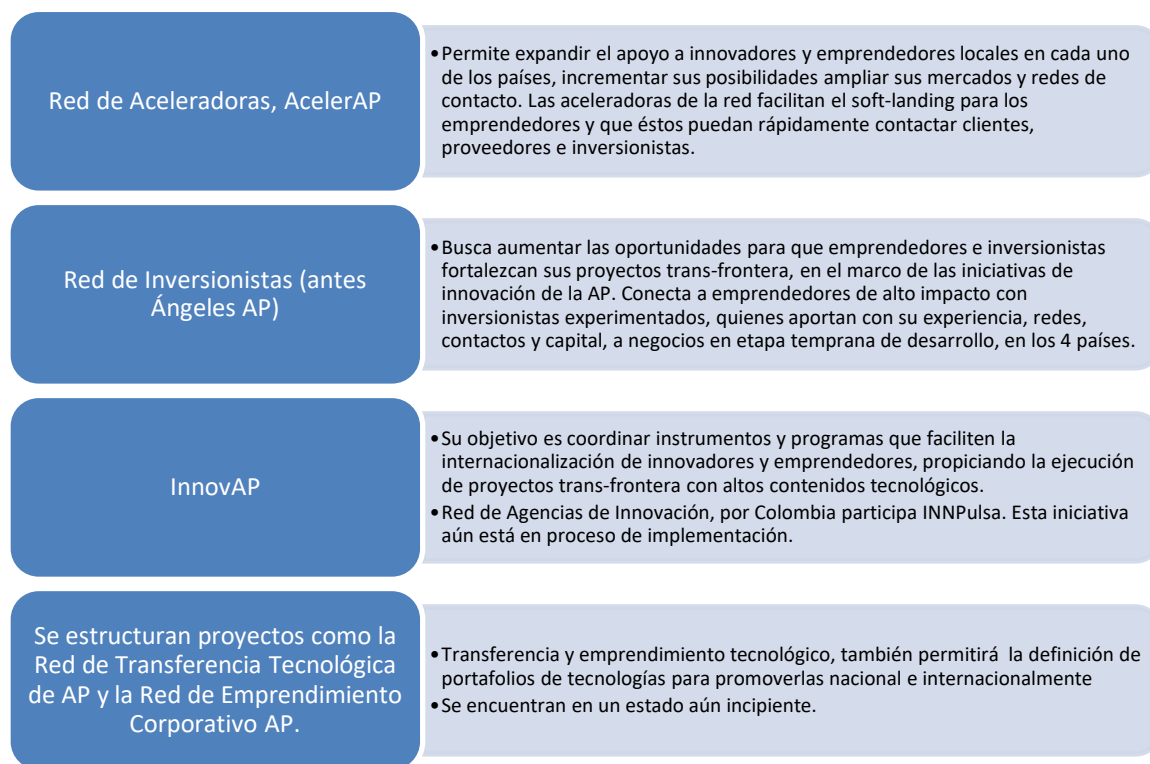 Red de Aceleradoras, AcelerAP
•Permite expandir el apoyo a innovadores y emprendedores locales en cada uno
de los países, incrementar sus posibilidades ampliar sus mercados y redes de
contacto. Las aceleradoras de la red facilitan el soft-landing para los
emprendedores y que éstos puedan rápidamente contactar clientes,
proveedores e inversionistas.
Red de Inversionistas (antes
Ángeles AP)
•Busca aumentar las oportunidades para que emprendedores e inversionistas
fortalezcan sus proyectos trans-frontera, en el marco de las iniciativas de
innovación de la AP. Conecta a emprendedores de alto impacto con
inversionistas experimentados, quienes aportan con su experiencia, redes,
contactos y capital, a negocios en etapa temprana de desarrollo, en los 4 países.
InnovAP
•Su objetivo es coordinar instrumentos y programas que faciliten la
internacionalización de innovadores y emprendedores, propiciando la ejecución
de proyectos trans-frontera con altos contenidos tecnológicos.
•Red de Agencias de Innovación, por Colombia participa INNPulsa. Esta iniciativa
aún está en proceso de implementación.
Se estructuran proyectos como la
Red de Transferencia Tecnológica
de AP y la Red de Emprendimiento
Corporativo AP.
•Transferencia y emprendimiento tecnológico, también permitirá la definición de
portafolios de tecnologías para promoverlas nacional e internacionalmente
•Se encuentran en un estado aún incipiente.